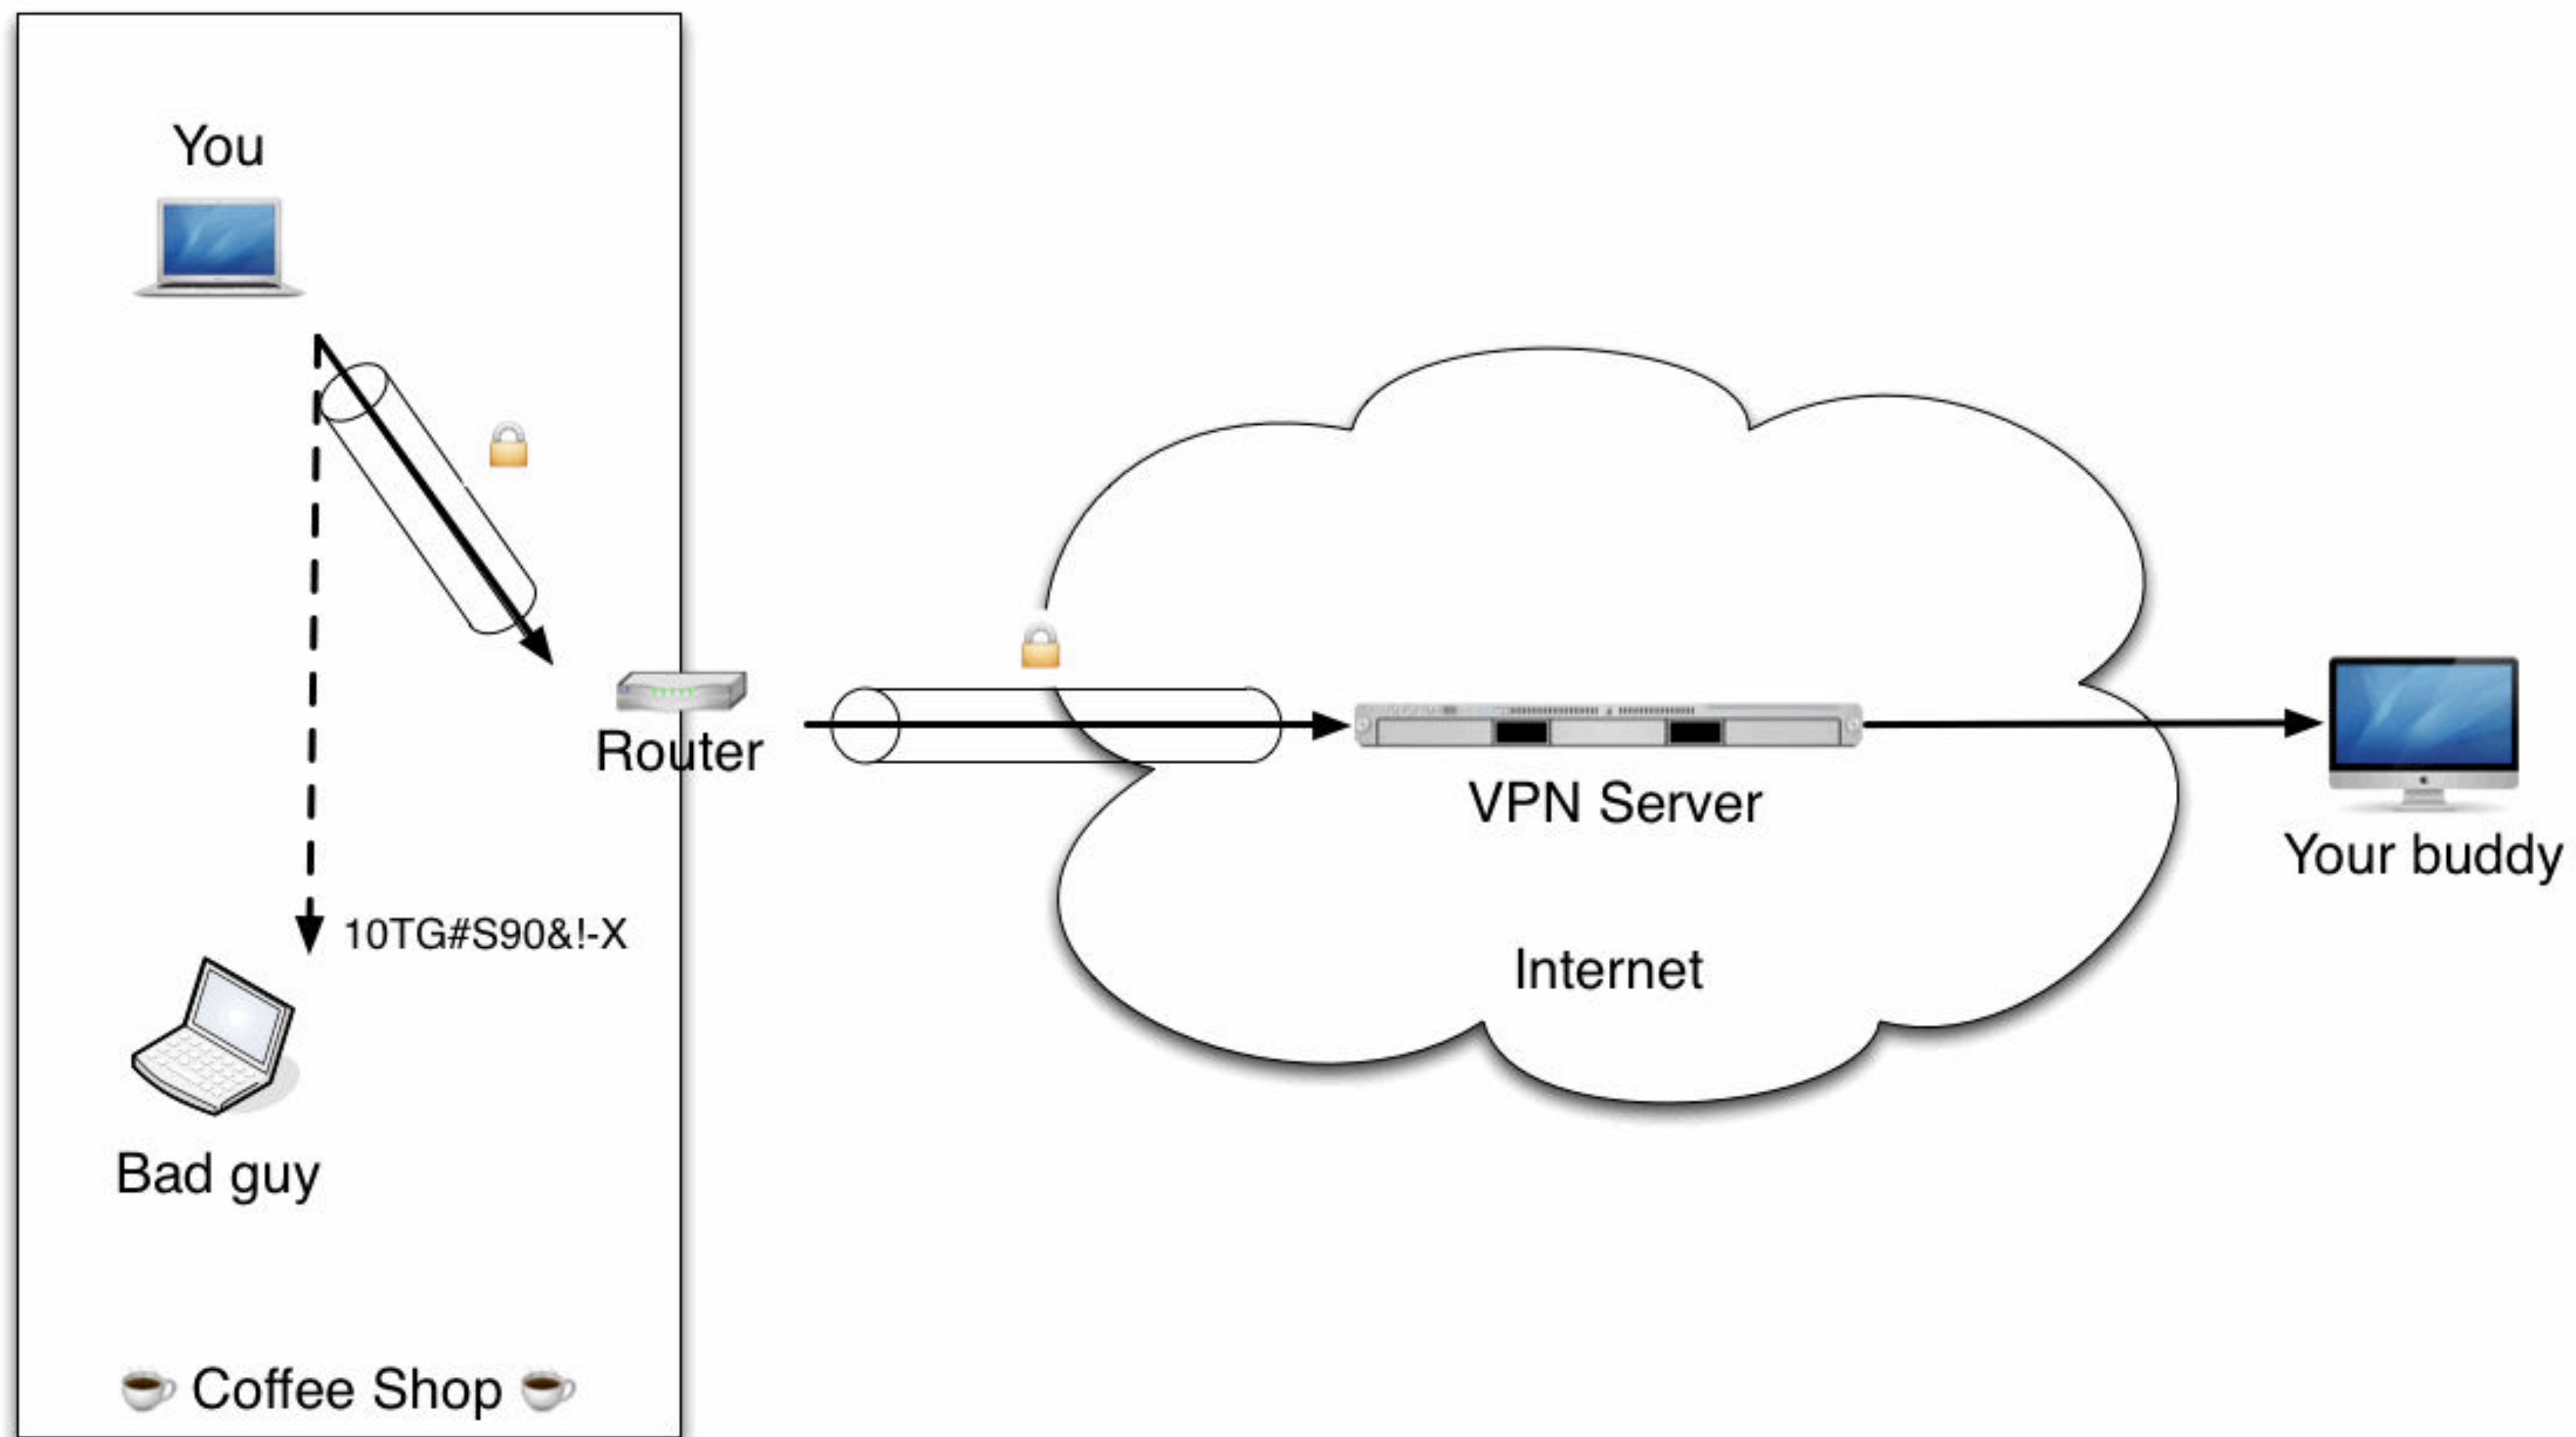 You
Router
VPN Server
Your buddy
10TG#S90&!-X
Internet
Bad guy
Coffee Shop